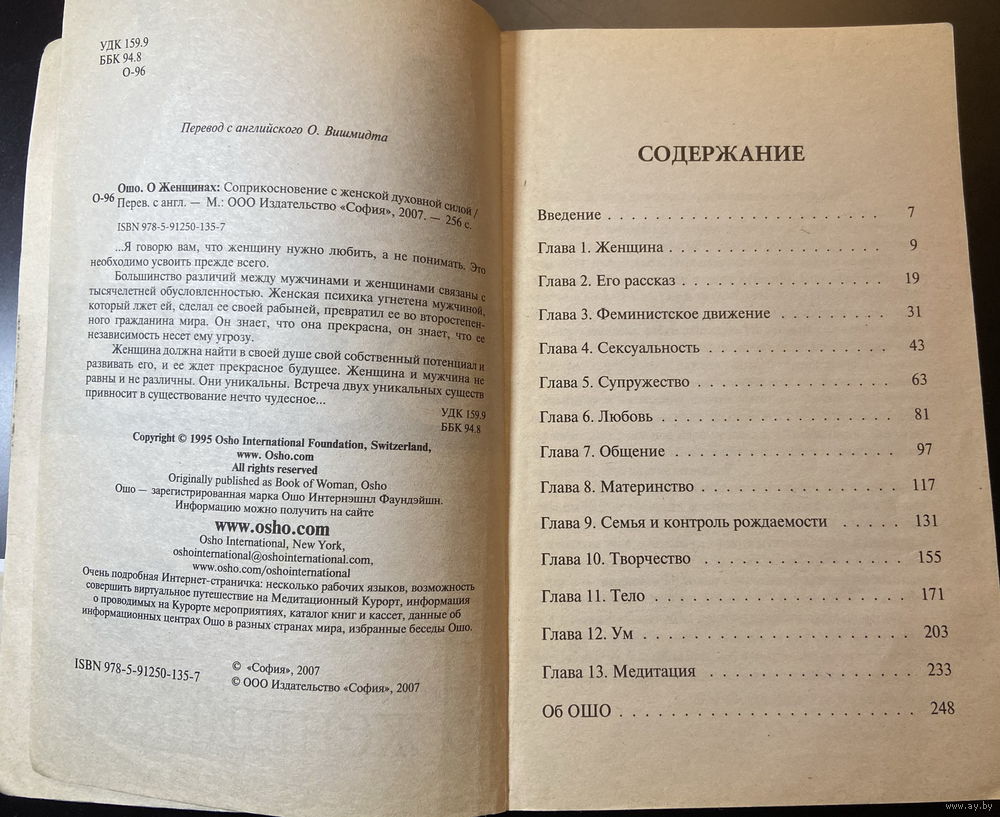 УДК 159.9
ББК 94.8
О-96
Перевод с английского О. Вишмидта
Ошо. О Женщинах: Соприкосновение с женской духовной силой /
О-96 Перев. с англ. — М.: ООО Издательство «София», 2007. — 256 с.
ISBN 978-5-91250-135-7
...Я говорю вам, что женщину нужно любить, а не понимать. Это
необходимо усвоить прежде всего.
Большинство различий между мужчинами и женщинами связаны с
тысячелетней обусловленностью. Женская психика угнетена мужчиной,
который лжет ей, сделал ее своей рабыней, превратил ее во второстепен-
ного гражданина мира. Он знает, что она прекрасна, он знает, что ее
независимость несет ему угрозу.
Женщина должна найти в своей душе свой собственный потенциал и
развивать его, и ее ждет прекрасное будущее. Женщина и мужчина не
равны и не различны. Они уникальны. Встреча двух уникальных существ
привносит в существование нечто чудесное...
УДК 159.9
ББК 94.8
Copyright © 1995 Osho International Foundation, Switzerland,
www. Osho.com
All rights reserved
Originally published as Book of Woman, Osho
Ошо — зарегистрированная марка Ошо Интернэшнл Фаундэйшн.
Информацию можно получить на сайте
www.osho.com
Osho International, New York,
oshointernational@oshointernational.com,
www.osho.com/oshointernational
Очень подробная Интернет-страничка: несколько рабочих языков, возможность
совершить виртуальное путешествие на Медитационный Курорт, информация
о проводимых на Курорте мероприятиях, каталог книг и кассет, данные об
информационных центрах Ошо в разных странах мира, избранные беседы Ошо.
ISBN 978-5-91250-135-7
© «София», 2007
© ООО Издательство «София», 2007
СОДЕРЖАНИЕ
Введение . . . . . . . . . . . . . . . . . . . . . . . 7
Глава 1. Женщина . . . . . . . . . . . . . . . . . . 9
Глава 2. Его рассказ . . . . . . . . . . . . . . . . . 19
Глава 3. Феминистское движение . . . . . . . . . 31
Глава 4. Сексуальность . . . . . . . . . . . . . . . 43
Глава 5. Супружество . . . . . . . . . . . . . . . . 63
Глава 6. Любовь . . . . . . . . . . . . . . . . . . . 81
Глава 7. Общение . . . . . . . . . . . . . . . . . . 97
Глава 8. Материнство . . . . . . . . . . . . . . . . 117
Глава 9. Семья и контроль рождаемости . . . . . 131
Глава 10. Творчество . . . . . . . . . . . . . . . . 155
Глава 11. Тело . . . . . . . . . . . . . . . . . . . . 171
Глава 12. Ум . . . . . . . . . . . . . . . . . . . . . 203
Глава 13. Медитация . . . . . . . . . . . . . . . . 233
Об ОШО . . . . . . . . . . . . . . . . . . . . . . . 248
www.ay.by